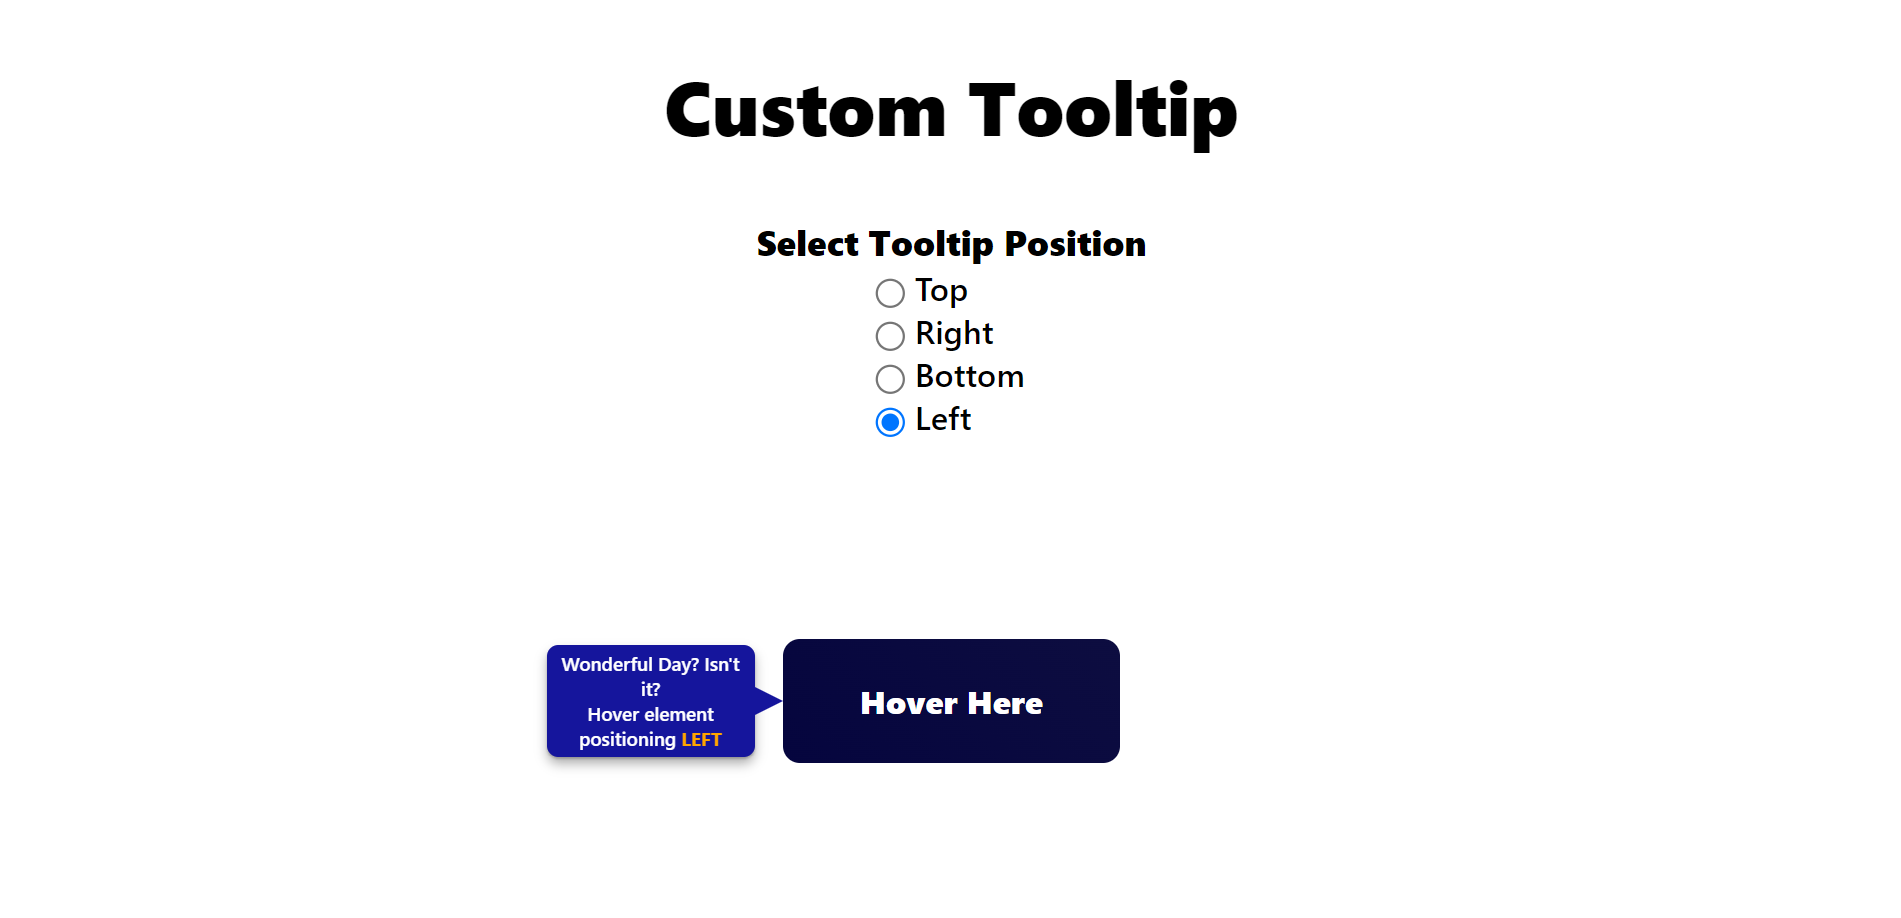 Custom Tooltip
Select Tooltip Position
Top
Right
Bottom
Left
Wonderful Day? Isn't
it?
Hover element
positioning LEFT
Hover Here